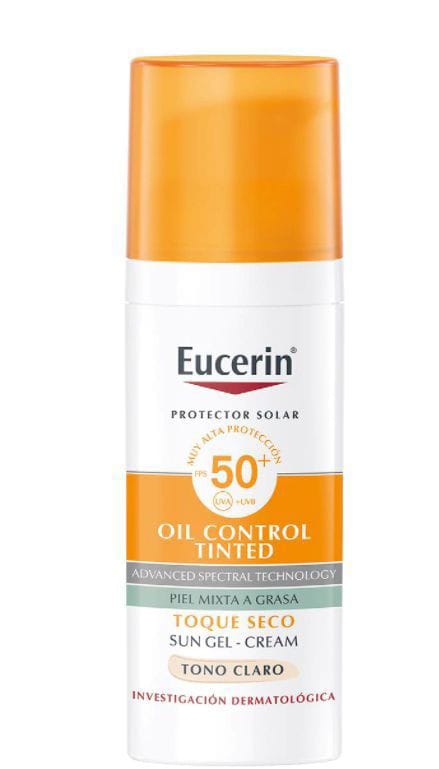 Eucerin®
PROTECTOR SOLAR
MUY ALTA PROTECCIÓN
FPS 50+
UVA +UVB
OIL CONTROL
TINTED
ADVANCED SPECTRAL TECHNOLOGY
PIEL MIXTA A GRASA
TOQUE SECO
SUN GEL - CREAM
TONO CLARO
INVESTIGACIÓN DERMATOLÓGICA